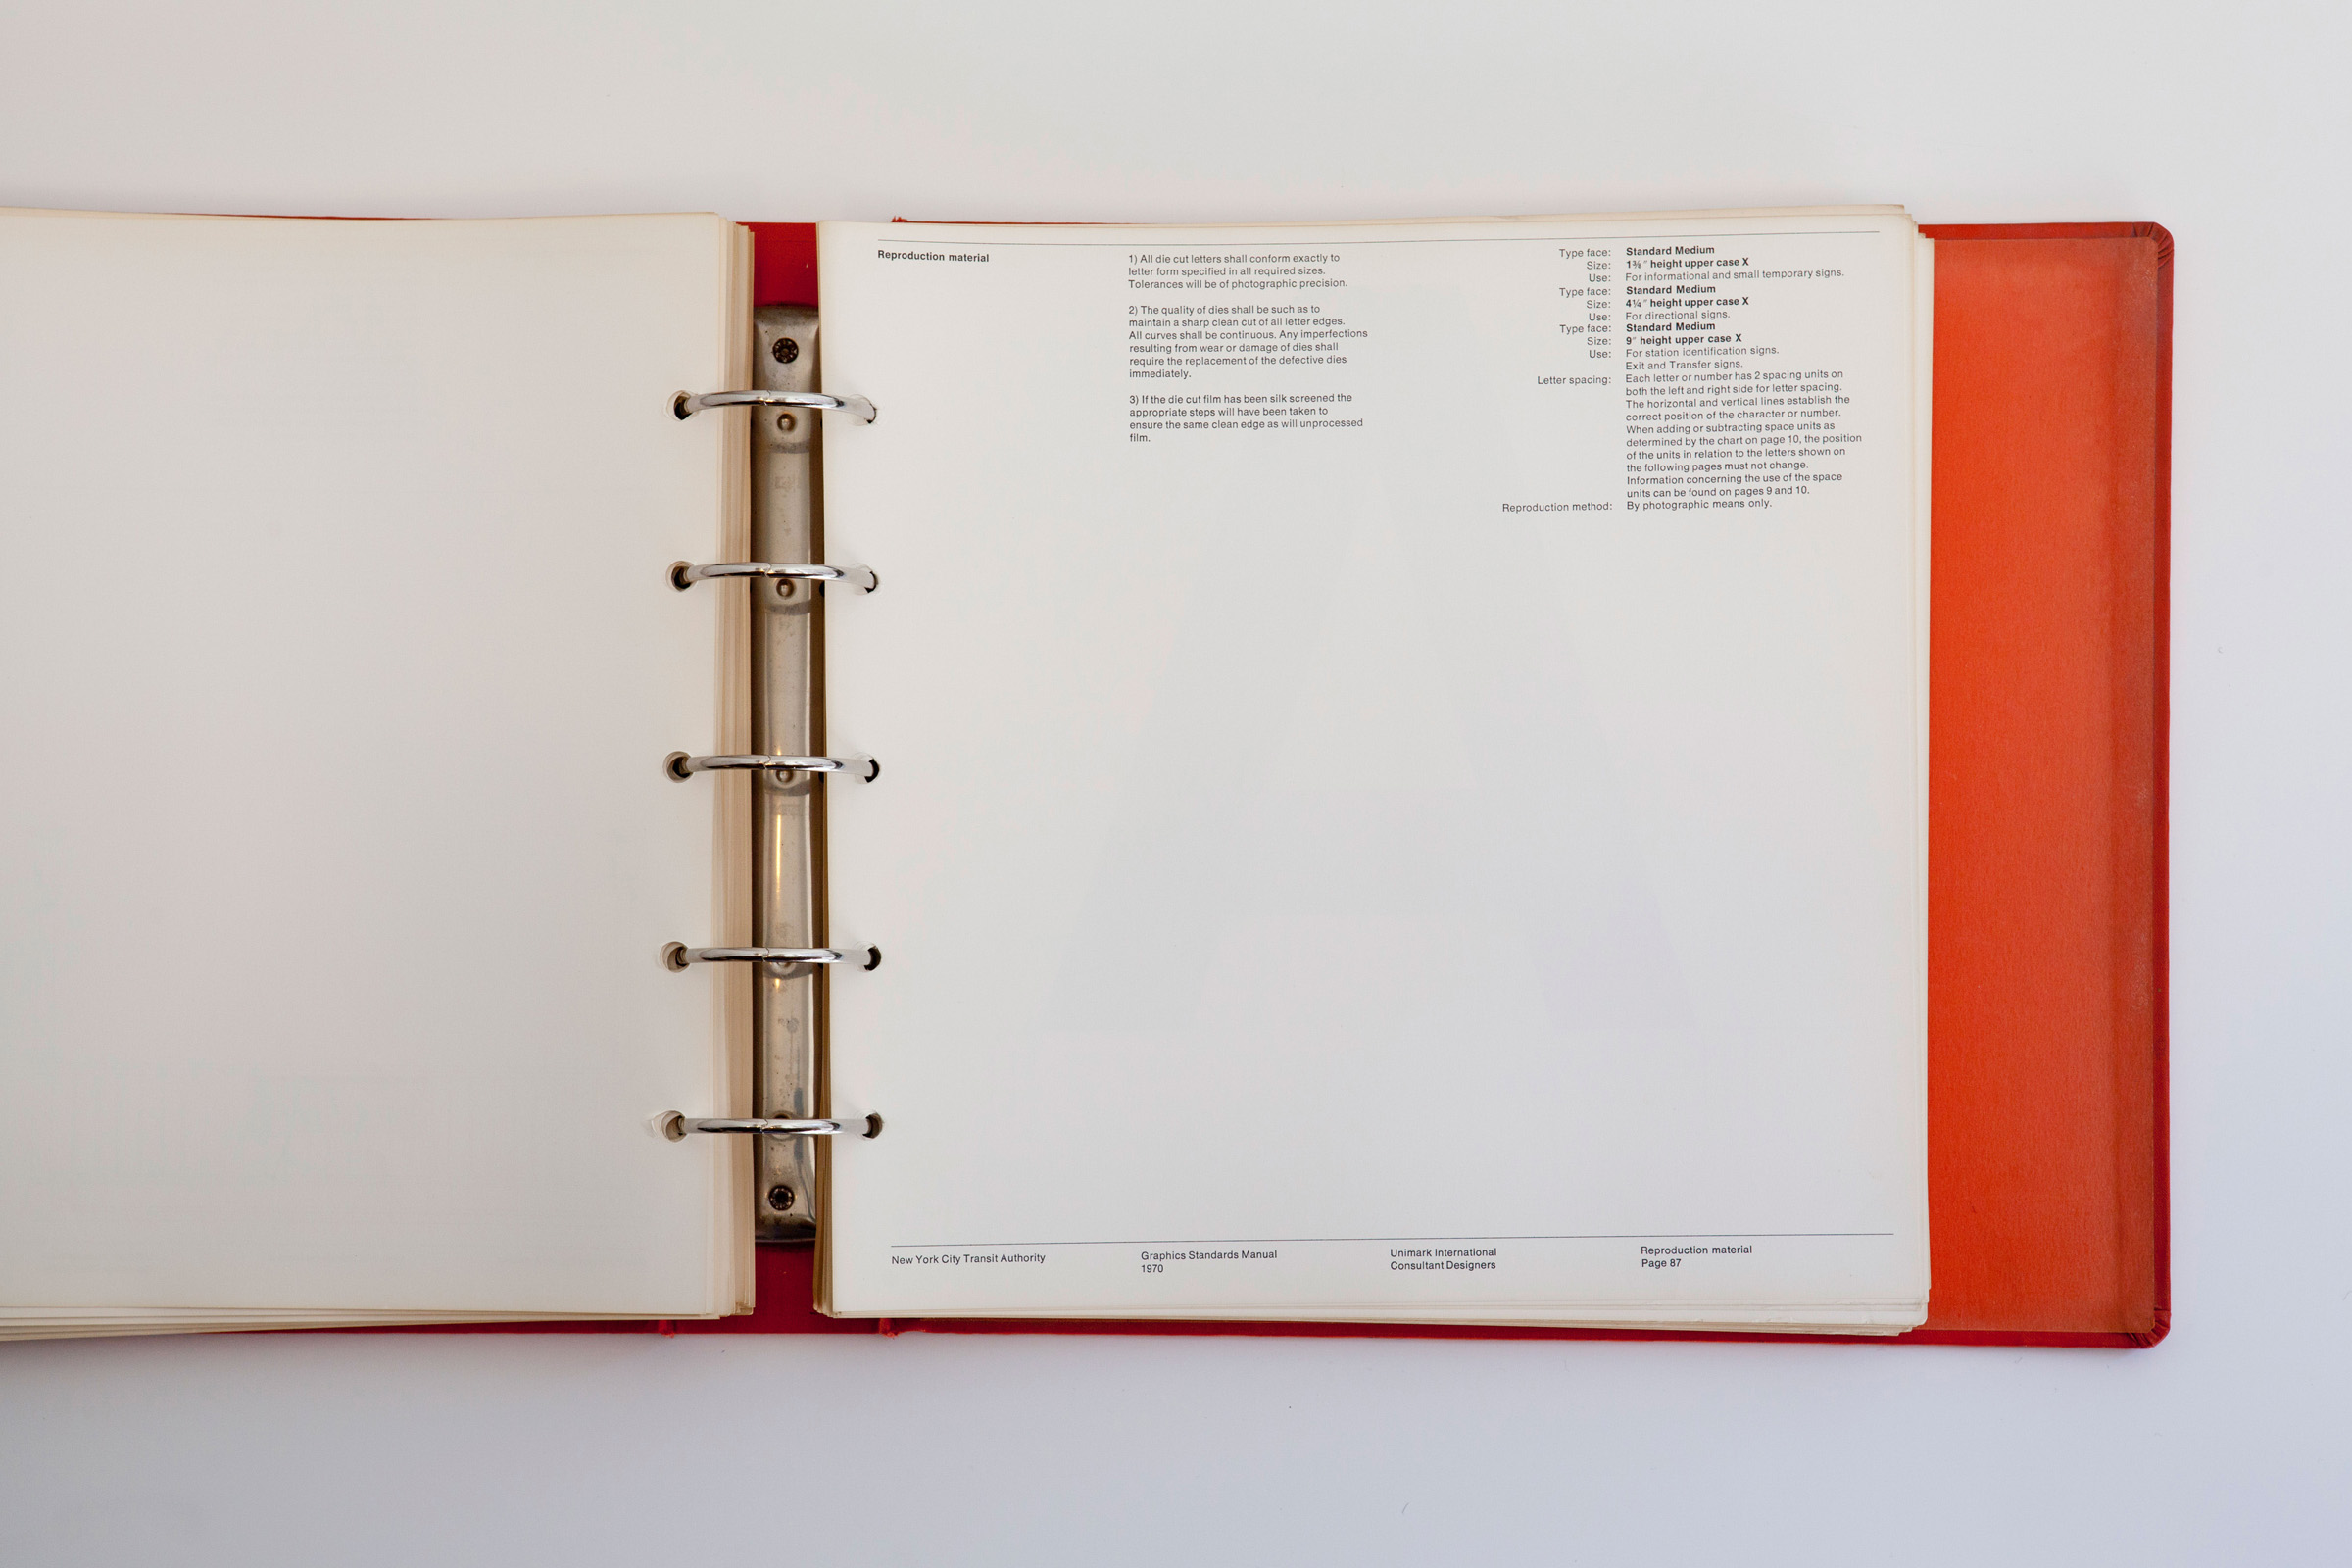 Reproduction material
1) All die cut letters shall conform exactly to
letter form specified in all required sizes.
Tolerances will be of photographic precision.
2) The quality of dies shall be such as to
maintain a sharp clean cut of all letter edges.
All curves shall be continuous. Any imperfections
resulting from wear or damage of dies shall
require the replacement of the defective dies
immediately.
3) If the die cut film has been silk screened the
appropriate steps will have been taken to
ensure the same clean edge as will unprocessed
film.
Type face: Standard Medium
Size: 1⅜″ height upper case X
Use: For informational and small temporary signs.
Type face: Standard Medium
Size: 4¼″ height upper case X
Use: For directional signs.
Type face: Standard Medium
Size: 9″ height upper case X
Use: For station identification signs.
Exit and Transfer signs.
Letter spacing: Each letter or number has 2 spacing units on
both the left and right side for letter spacing.
The horizontal and vertical lines establish the
correct position of the character or number.
When adding or subtracting space units as
determined by the chart on page 10, the position
of the units in relation to the letters shown on
the following pages must not change.
Information concerning the use of the space
units can be found on pages 9 and 10.
Reproduction method: By photographic means only.
New York City Transit Authority
Graphics Standards Manual
1970
Unimark International
Consultant Designers
Reproduction material
Page 87